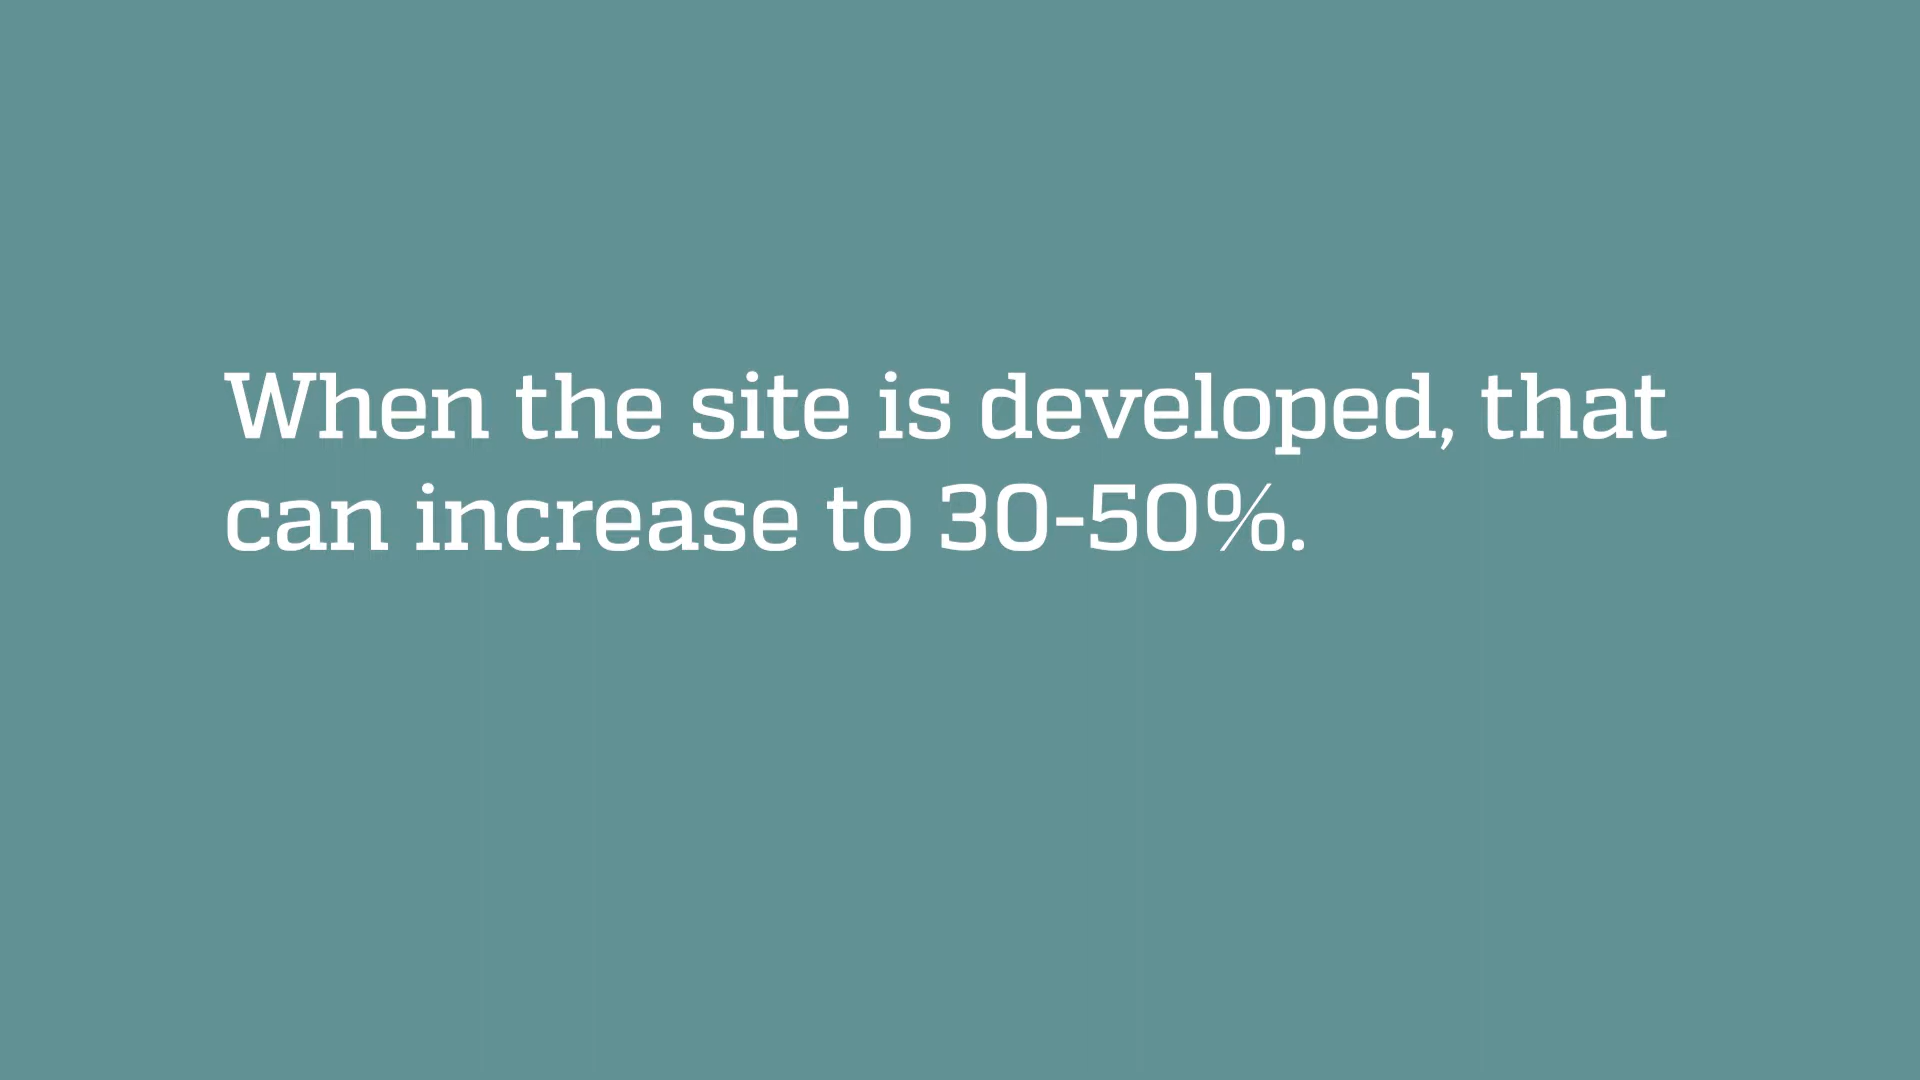 When the site is developed, that
can increase to 30-50%.